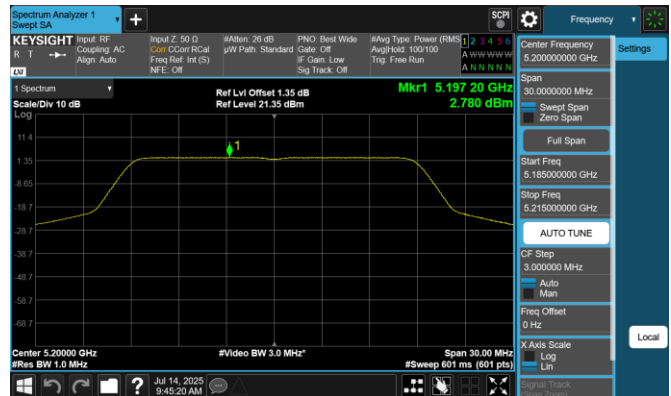 Spectrum Analyzer 1
Swept SA
SCPI
Frequency
KEYSIGHT
R T
LXI
Input: RF
Coupling: AC
Align: Auto
Input Z: 50 Ω
Corr CCorr RCal
Freq Ref: Int (S)
NFE: Off
#Atten: 26 dB
µW Path: Standard
PNO: Best Wide
Gate: Off
IF Gain: Low
Sig Track: Off
#Avg Type: Power (RMS
Avg|Hold: 100/100
Trig: Free Run
1 2 3 4 5 6
A W W W W W
A N N N N N
1 Spectrum
Scale/Div 10 dB
Log
Ref Lvl Offset 1.35 dB
Ref Level 21.35 dBm
Mkr1 5.197 20 GHz
2.780 dBm
11.4
1.35
-8.65
-18.7
-28.7
-38.7
-48.7
-58.7
-68.7
1
Center 5.20000 GHz
#Res BW 1.0 MHz
#Video BW 3.0 MHz*
Span 30.00 MHz
#Sweep 601 ms (601 pts)
Jul 14, 2025
9:45:20 AM
Center Frequency
5.200000000 GHz
Settings
Span
30.0000000 MHz
Swept Span
Zero Span
Full Span
Start Freq
5.185000000 GHz
Stop Freq
5.215000000 GHz
AUTO TUNE
CF Step
3.000000 MHz
Auto
Man
Freq Offset
0 Hz
X Axis Scale
Log
Lin
Local
Signal Track
(Span Zoom)